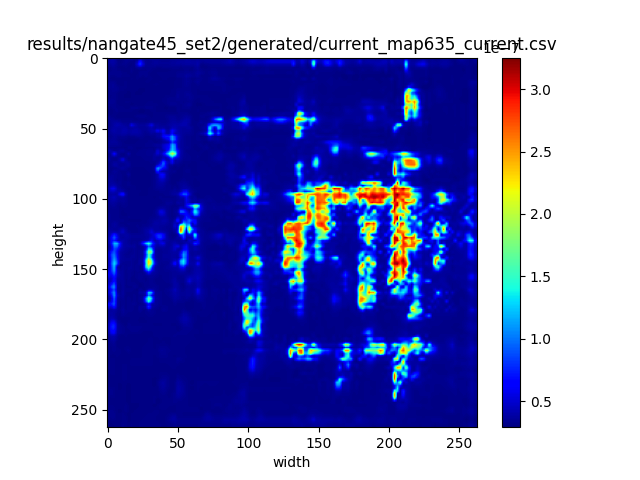 results/nangate45_set2/generated/current_map635_current.csv
1e−7
0
50
100
150
200
250
height
0 50 100 150 200 250
width
3.0
2.5
2.0
1.5
1.0
0.5